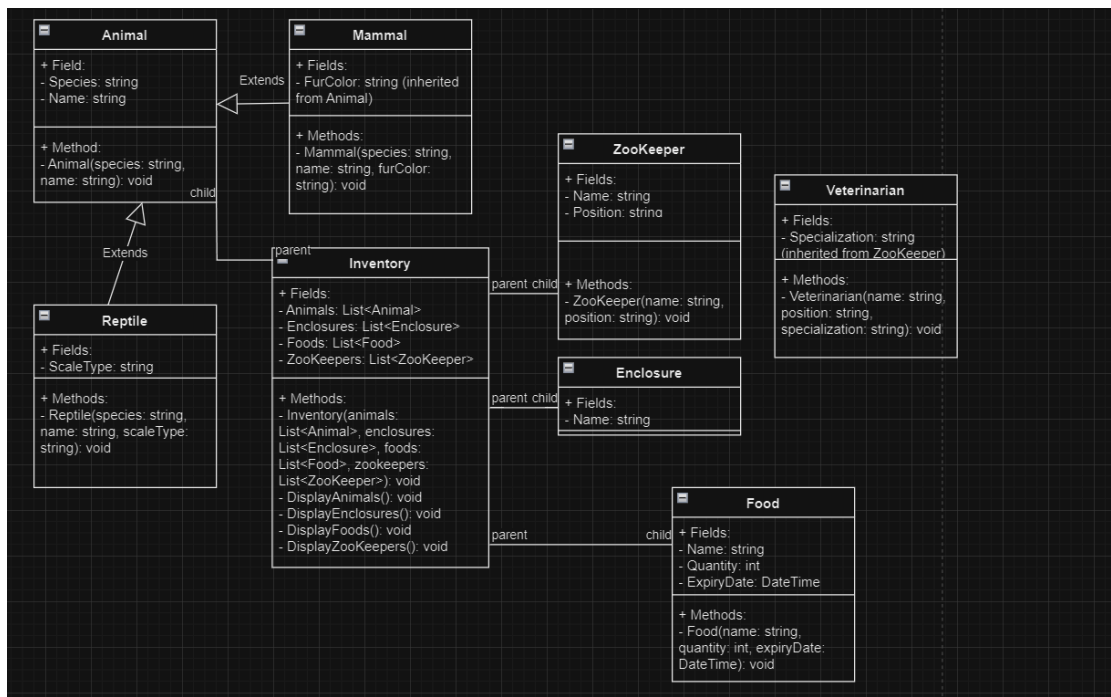 Animal
+ Field:
- Species: string
- Name: string
+ Method:
- Animal(species: string,
name: string): void
child
Extends
Mammal
+ Fields:
- FurColor: string (inherited
from Animal)
+ Methods:
- Mammal(species: string,
name: string, furColor:
string): void
Extends
Reptile
+ Fields:
- ScaleType: string
+ Methods:
- Reptile(species: string,
name: string, scaleType:
string): void
parent
Inventory
+ Fields:
- Animals: List<Animal>
- Enclosures: List<Enclosure>
- Foods: List<Food>
- ZooKeepers: List<ZooKeeper>
+ Methods:
- Inventory(animals:
List<Animal>, enclosures:
List<Enclosure>, foods:
List<Food>, zookeepers:
List<ZooKeeper>): void
- DisplayAnimals(): void
- DisplayEnclosures(): void
- DisplayFoods(): void
- DisplayZooKeepers(): void
parent child
ZooKeeper
+ Fields:
- Name: string
- Position: string
+ Methods:
- ZooKeeper(name: string,
position: string): void
Veterinarian
+ Fields:
- Specialization: string
(inherited from ZooKeeper)
+ Methods:
- Veterinarian(name: string,
position: string,
specialization: string): void
parent child
Enclosure
+ Fields:
- Name: string
parent
child
Food
+ Fields:
- Name: string
- Quantity: int
- ExpiryDate: DateTime
+ Methods:
- Food(name: string,
quantity: int, expiryDate:
DateTime): void